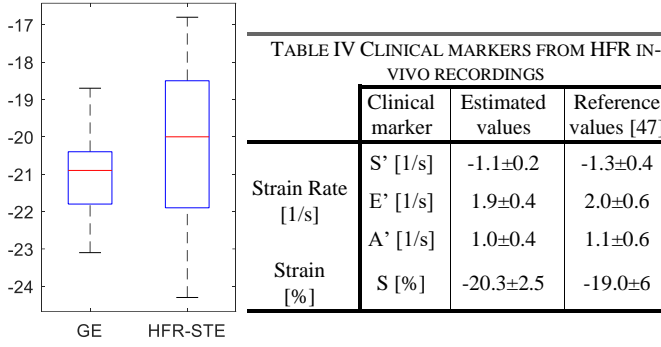 -17
-18
-19
-20
-21
-22
-23
-24
GE HFR-STE
TABLE IV CLINICAL MARKERS FROM HFR IN-
VIVO RECORDINGS
Clinical marker Estimated values Reference values [47]
Strain Rate [1/s] S’ [1/s] -1.1±0.2 -1.3±0.4
E’ [1/s] 1.9±0.4 2.0±0.6
A’ [1/s] 1.0±0.4 1.1±0.6
Strain [%] S [%] -20.3±2.5 -19.0±6